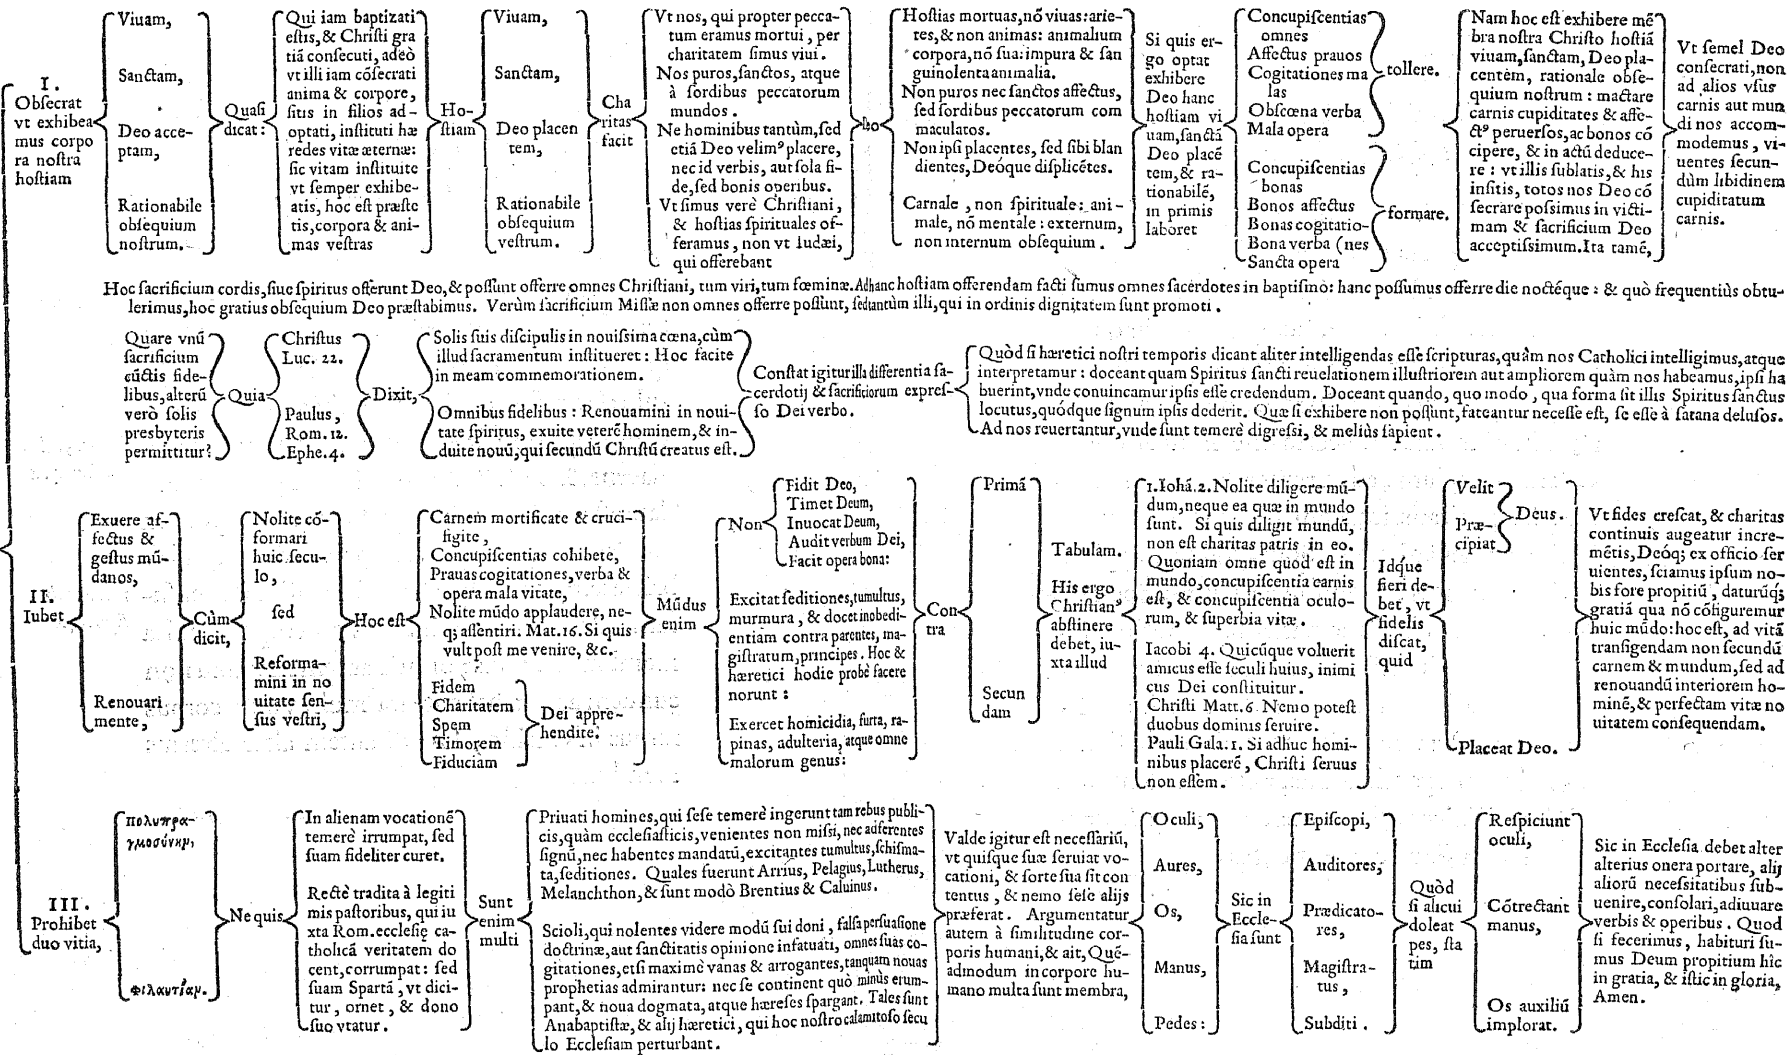 I.
Obsecrat
vt exhibea
mus corpo
ra nostra
hostiam
Viuam,
Sanctam,
Deo acce-
ptam,
Rationabile
obsequium
nostrum.
Quasi
dicat:
Qui iam baptizati
estis, & Christi gra
tiā consecuti, adeò
vt illi iam cōsecrati
anima & corpore,
sitis in filios ad-
optati, instituti hæ
redes vitæ æternæ:
sic vitam instituite
vt semper exhibe-
atis, hoc est præste
tis, corpora & ani-
mas vestras
Ho-
stiam
Viuam,
Sanctam,
Deo placen
tem,
Rationabile
obsequium
vestrum.
Cha
ritas
facit
Vt nos, qui propter pecca-
tum eramus mortui, per
charitatem simus viui.
Nos puros, sanctos, atque
à sordibus peccatorum
mundos.
Ne hominibus tantùm, sed
etiā Deo velimꝰ placere,
nec id verbis, aut sola fi-
de, sed bonis operibus.
Vt simus verè Christiani,
& hostias spirituales of-
feramus, non vt Iudæi,
qui offerebant
Deo
Hostias mortuas, nō viuas: arie-
tes, & non animas: animalium
corpora, nō sua: impura & san
guinolenta animalia.
Non puros nec sanctos affectus,
sed sordibus peccatorum com
maculatos.
Non ipsi placentes, sed sibi blan
dientes, Deóque displicētes.
Carnale, non spirituale: ani-
male, nō mentale: externum,
non internum obsequium.
Si quis er-
go optat
exhibere
Deo hanc
hostiam vi
uam, sanctā
Deo placē
tem, & ra-
tionabilē,
in primis
laboret
Concupiscentias
omnes
Affectus prauos
Cogitationes ma
las
Obscœna verba
Mala opera
tollere.
Concupiscentias
bonas
Bonos affectus
Bonas cogitatio-
Bona verba (nes
Sancta opera
formare.
Nam hoc est exhibere mē
bra nostra Christo hostiā
viuam, sanctam, Deo pla-
centem, rationale obse-
quium nostrum: mactare
carnis cupiditates & affe-
ctꝰ peruersos, ac bonos cō
cipere, & in actū deduce-
re: vt illis sublatis, & his
insitis, totos nos Deo cō
secrare possimus in victi-
mam & sacrificium Deo
acceptissimum. Ita tamē,
Vt semel Deo
consecrati, non
ad alios vsus
carnis aut mun
di nos accom-
modemus, vi-
uentes secun-
dùm libidinem
cupiditatum
carnis.
Hoc sacrificium cordis, siue spiritus offerunt Deo, & possunt offerre omnes Christiani, tum viri, tum fœminæ. Ad hanc hostiam offerendam facti sumus omnes sacerdotes in baptismo: hanc possumus offerre die noctéque: & quò frequentiùs obtu-
lerimus, hoc gratius obsequium Deo præstabimus. Verùm sacrificium Missæ non omnes offerre possunt, sed antùm illi, qui in ordinis dignitatem sunt promoti.
Quare vnū
sacrificium
cūctis fide-
libus, alterū
verò solis
presbyteris
permittitur?
Quia
Christus
Luc. 22.
Paulus,
Rom. 12.
Ephe. 4.
Dixit,
Solis suis discipulis in nouissima cœna, cùm
illud sacramentum institueret: Hoc facite
in meam commemorationem.
Omnibus fidelibus: Renouamini in noui-
tate spiritus, exuite veterē hominem, & in-
duite nouū, qui secundū Christū creatus est.
Constat igitur illa differentia sa-
cerdotij & sacrificiorum expres-
so Dei verbo.
Quòd si hæretici nostri temporis dicant aliter intelligendas esse scripturas, quàm nos Catholici intelligimus, atque
interpretamur: doceant quam Spiritus sancti reuelationem illustriorem aut ampliorem quàm nos habeamus, ipsi ha
buerint, vnde conuincamur ipsis esse credendum. Doceant quando, quo modo, qua forma sit illis Spiritus sanctus
locutus, quódque signum ipsis dederit. Quæ si exhibere non possunt, fateantur necesse est, se esse à satana delusos.
Ad nos reuertantur, vnde sunt temerè digressi, & meliùs sapient.
II.
Iubet
Exuere af-
fectus &
gestus mū-
danos,
Renouari
mente,
Cùm
dicit,
Nolite cō-
formari
huic secu-
lo,
sed
Reforma-
mini in no
uitate sen-
sus vestri,
Hoc est
Carnem mortificate & cruci-
figite,
Concupiscentias cohibete,
Prauas cogitationes, verba &
opera mala vitate,
Nolite mūdo applaudere, ne-
q; assentiri. Mat. 16. Si quis
vult post me venire, &c.
Fidem
Charitatem
Spem
Timorem
Fiduciam
Dei appre-
hendite.
Mūdus
enim
Non
Fidit Deo,
Timet Deum,
Inuocat Deum,
Audit verbum Dei,
Facit opera bona:
Excitat seditiones, tumultus,
murmura, & docet inobedi-
entiam contra parentes, ma-
gistratum, principes. Hoc &
hæretici hodie probè facere
norunt:
Exercet homicidia, furta, ra-
pinas, adulteria, atque omne
malorum genus:
Con
tra
Primā
Secun
dam
Tabulam.
His ergo
Christianꝰ
abstinere
debet, iu-
xta illud
1. Iohā. 2. Nolite diligere mū-
dum, neque ea quæ in mundo
sunt. Si quis diligit mundū,
non est charitas patris in eo.
Quoniam omne quod est in
mundo, concupiscentia carnis
est, & concupiscentia oculo-
rum, & superbia vitæ.
Iacobi 4. Quicūque voluerit
amicus esse seculi huius, inimi
cus Dei constituitur.
Christi Matt. 6. Nemo potest
duobus dominis seruire.
Pauli Gala. 1. Si adhuc homi-
nibus placerē, Christi seruus
non essem.
Idq́ue
fieri de-
bet, vt
fidelis
discat,
quid
Velit
Præ-
cipiat
Deus.
Placeat Deo.
Vt fides crescat, & charitas
continuis augeatur incre-
mētis, Deóq; ex officio ser
uientes, sciamus ipsum no-
bis fore propitiū, daturūq;
gratiā qua nō cōfiguremur
huic mūdo: hoc est, ad vitā
transigendam non secundū
carnem & mundum, sed ad
renouandū interiorem ho-
minē, & perfectam vitæ no
uitatem consequendam.
III.
Prohibet
duo vitia,
πολυπρα-
γμοσύνην,
Φιλαυτίαν.
Ne quis
In alienam vocationē
temerè irrumpat, sed
suam fideliter curet.
Rectè tradita à legiti
mis pastoribus, qui iu
xta Rom. ecclesię ca-
tholicā veritatem do
cent, corrumpat: sed
suam Spartā, vt dici-
tur, ornet, & dono
suo vtatur.
Sunt
enim
multi
Priuati homines, qui sese temerè ingerunt tam rebus publi-
cis, quàm ecclesiasticis, venientes non missi, nec adferentes
signū, nec habentes mandatū, excitantes tumultus, schisma-
ta, seditiones. Quales fuerunt Arrius, Pelagius, Lutherus,
Melanchthon, & sunt modò Brentius & Caluinus.
Scioli, qui nolentes videre modū sui doni, falsa persuasione
doctrinæ, aut sanctitatis opinione infatuati, omnes suas co-
gitationes, etsi maximè vanas & arrogantes, tanquam nouas
prophetias admirantur: nec se continent quò minùs erum-
pant, & noua dogmata, atque hæreses spargant. Tales sunt
Anabaptistæ, & alij hæretici, qui hoc nostro calamitoso secu
lo Ecclesiam perturbant.
Valde igitur est necessariū,
vt quisque suæ seruiat vo-
cationi, & sorte sua sit con
tentus, & nemo sese alijs
præferat. Argumentatur
autem à similitudine cor-
poris humani, & ait, Quē-
admodum in corpore hu-
mano multa sunt membra,
Oculi,
Aures,
Os,
Manus,
Pedes:
Sic in
Eccle-
sia sunt
Episcopi,
Auditores,
Prædicato-
res,
Magistra-
tus,
Subditi.
Quòd
si alicui
doleat
pes, sta
tim
Respiciunt
oculi,
Cōtrectant
manus,
Os auxiliū
implorat.
Sic in Ecclesia debet alter
alterius onera portare, alij
aliorū necessitatibus sub-
uenire, consolari, adiuuare
verbis & operibus. Quod
si fecerimus, habituri su-
mus Deum propitium hîc
in gratia, & istic in gloria,
Amen.